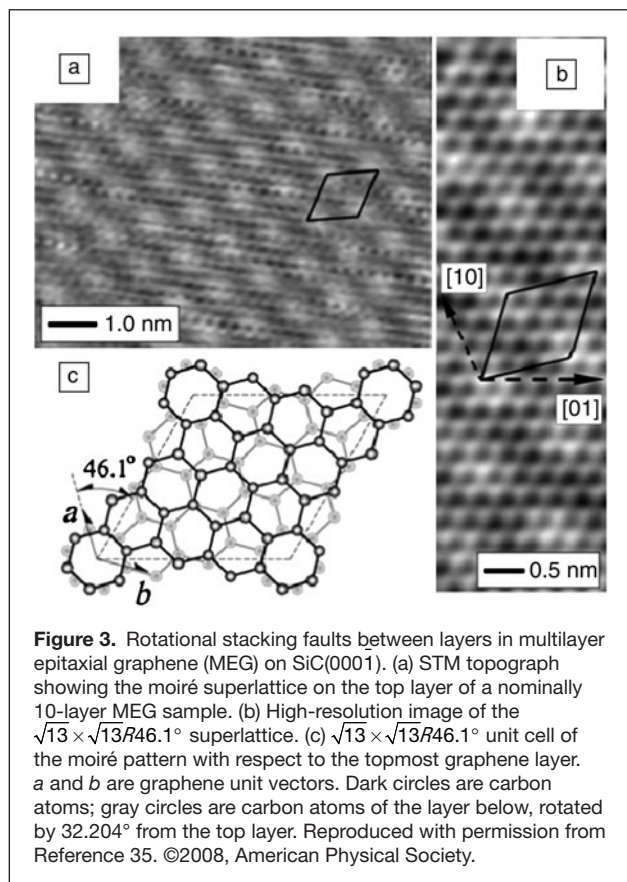 a
1.0 nm
b
[10]
[01]
0.5 nm
c
46.1°
a
b
Figure 3. Rotational stacking faults between layers in multilayer
epitaxial graphene (MEG) on SiC(0001̄). (a) STM topograph
showing the moiré superlattice on the top layer of a nominally
10-layer MEG sample. (b) High-resolution image of the
√13 × √13R46.1° superlattice. (c) √13 × √13R46.1° unit cell of
the moiré pattern with respect to the topmost graphene layer.
a and b are graphene unit vectors. Dark circles are carbon
atoms; gray circles are carbon atoms of the layer below, rotated
by 32.204° from the top layer. Reproduced with permission from
Reference 35. ©2008, American Physical Society.